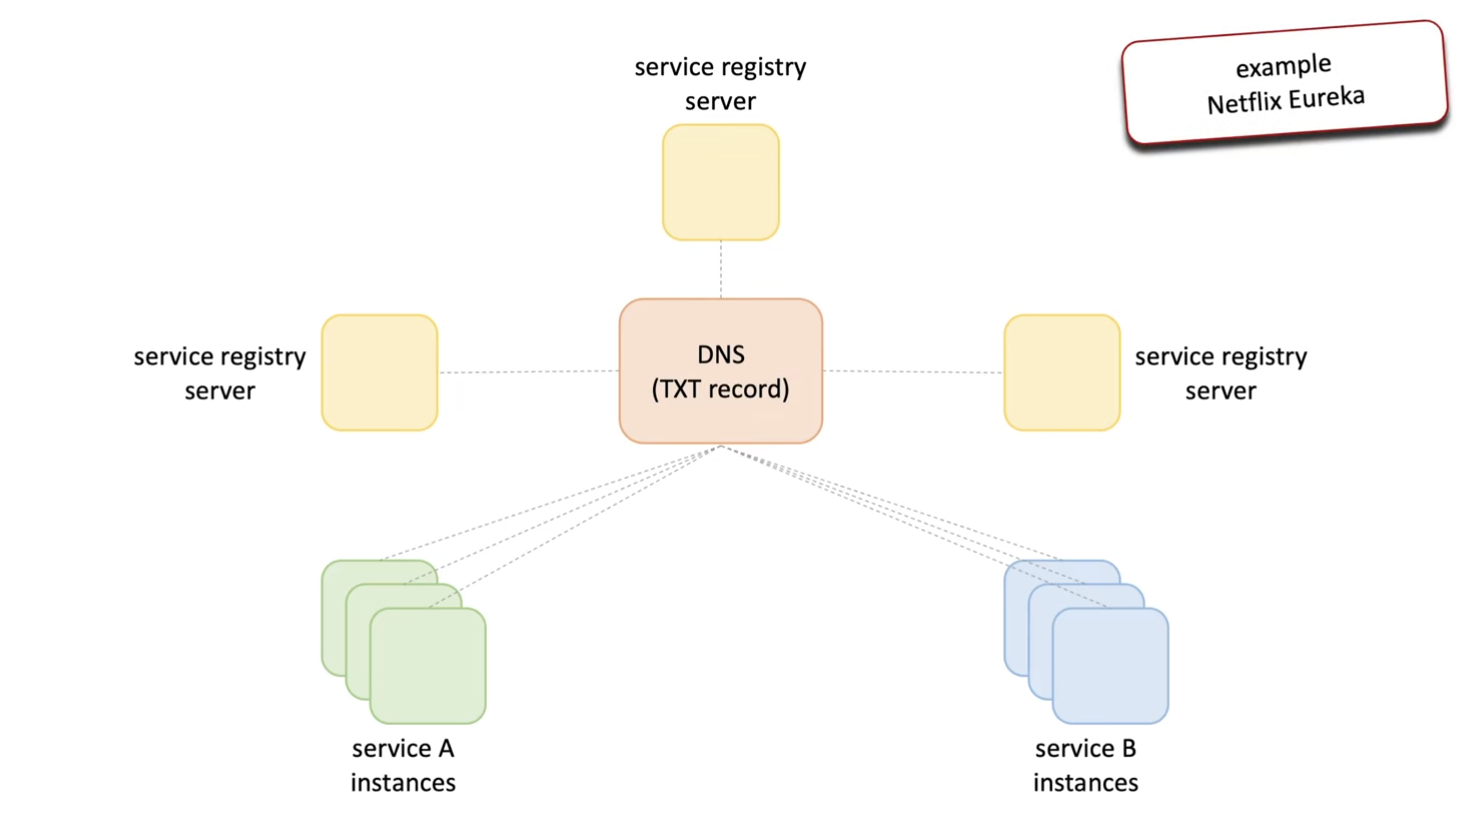 service registry
server
example
Netflix Eureka
service registry
server
DNS
(TXT record)
service registry
server
service A
instances
service B
instances